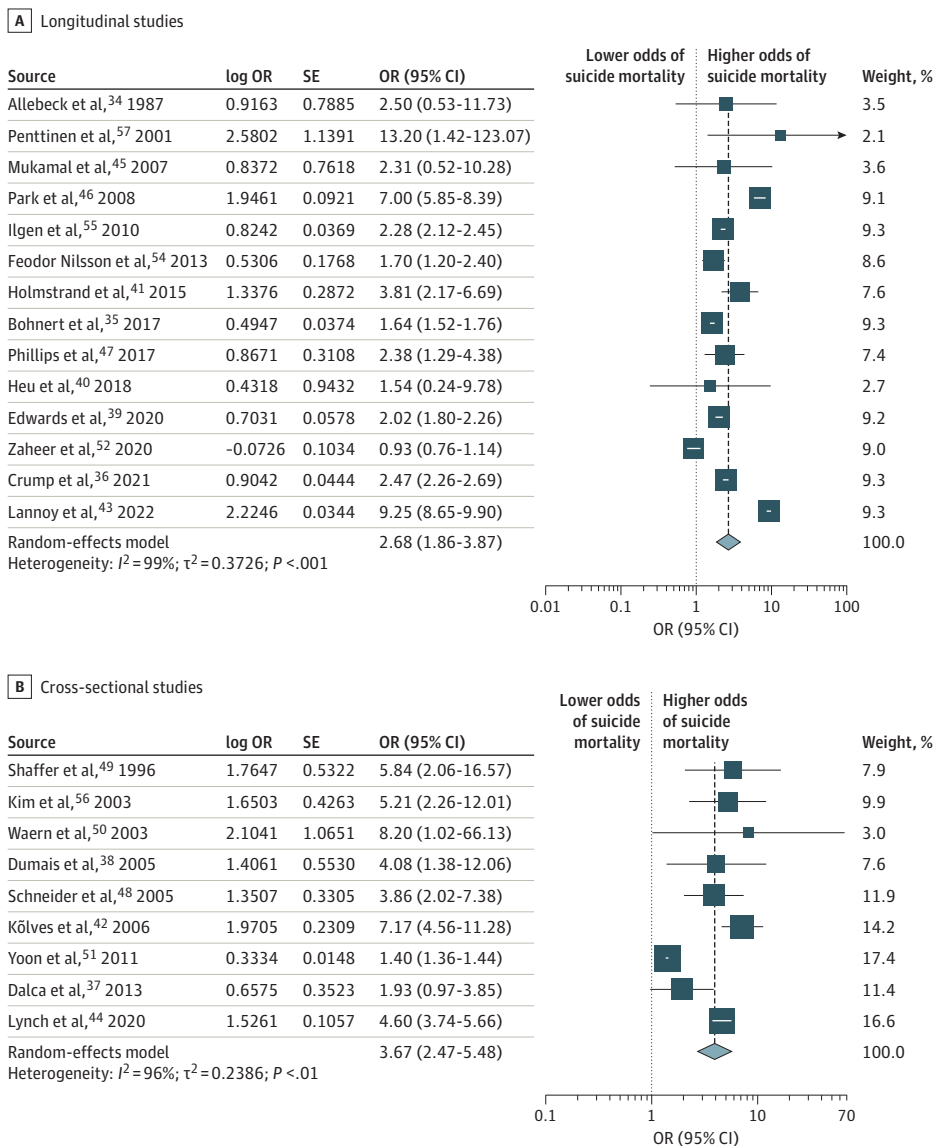 A Longitudinal studies
Lower odds of suicide mortality
Higher odds of suicide mortality
Source log OR SE OR (95% CI) Weight, %
Allebeck et al,34 1987 0.9163 0.7885 2.50 (0.53-11.73) 3.5
Penttinen et al,57 2001 2.5802 1.1391 13.20 (1.42-123.07) 2.1
Mukamal et al,45 2007 0.8372 0.7618 2.31 (0.52-10.28) 3.6
Park et al,46 2008 1.9461 0.0921 7.00 (5.85-8.39) 9.1
Ilgen et al,55 2010 0.8242 0.0369 2.28 (2.12-2.45) 9.3
Feodor Nilsson et al,54 2013 0.5306 0.1768 1.70 (1.20-2.40) 8.6
Holmstrand et al,41 2015 1.3376 0.2872 3.81 (2.17-6.69) 7.6
Bohnert et al,35 2017 0.4947 0.0374 1.64 (1.52-1.76) 9.3
Phillips et al,47 2017 0.8671 0.3108 2.38 (1.29-4.38) 7.4
Heu et al,40 2018 0.4318 0.9432 1.54 (0.24-9.78) 2.7
Edwards et al,39 2020 0.7031 0.0578 2.02 (1.80-2.26) 9.2
Zaheer et al,52 2020 -0.0726 0.1034 0.93 (0.76-1.14) 9.0
Crump et al,36 2021 0.9042 0.0444 2.47 (2.26-2.69) 9.3
Lannoy et al,43 2022 2.2246 0.0344 9.25 (8.65-9.90) 9.3
Random-effects model 2.68 (1.86-3.87) 100.0
Heterogeneity: I2=99%; τ2=0.3726; P<.001
0.01 0.1 1 10 100
OR (95% CI)
B Cross-sectional studies
Lower odds of suicide mortality
Higher odds of suicide mortality
Source log OR SE OR (95% CI) Weight, %
Shaffer et al,49 1996 1.7647 0.5322 5.84 (2.06-16.57) 7.9
Kim et al,56 2003 1.6503 0.4263 5.21 (2.26-12.01) 9.9
Waern et al,50 2003 2.1041 1.0651 8.20 (1.02-66.13) 3.0
Dumais et al,38 2005 1.4061 0.5530 4.08 (1.38-12.06) 7.6
Schneider et al,48 2005 1.3507 0.3305 3.86 (2.02-7.38) 11.9
Kõlves et al,42 2006 1.9705 0.2309 7.17 (4.56-11.28) 14.2
Yoon et al,51 2011 0.3334 0.0148 1.40 (1.36-1.44) 17.4
Dalca et al,37 2013 0.6575 0.3523 1.93 (0.97-3.85) 11.4
Lynch et al,44 2020 1.5261 0.1057 4.60 (3.74-5.66) 16.6
Random-effects model 3.67 (2.47-5.48) 100.0
Heterogeneity: I2=96%; τ2=0.2386; P<.01
0.1 1 10 70
OR (95% CI)